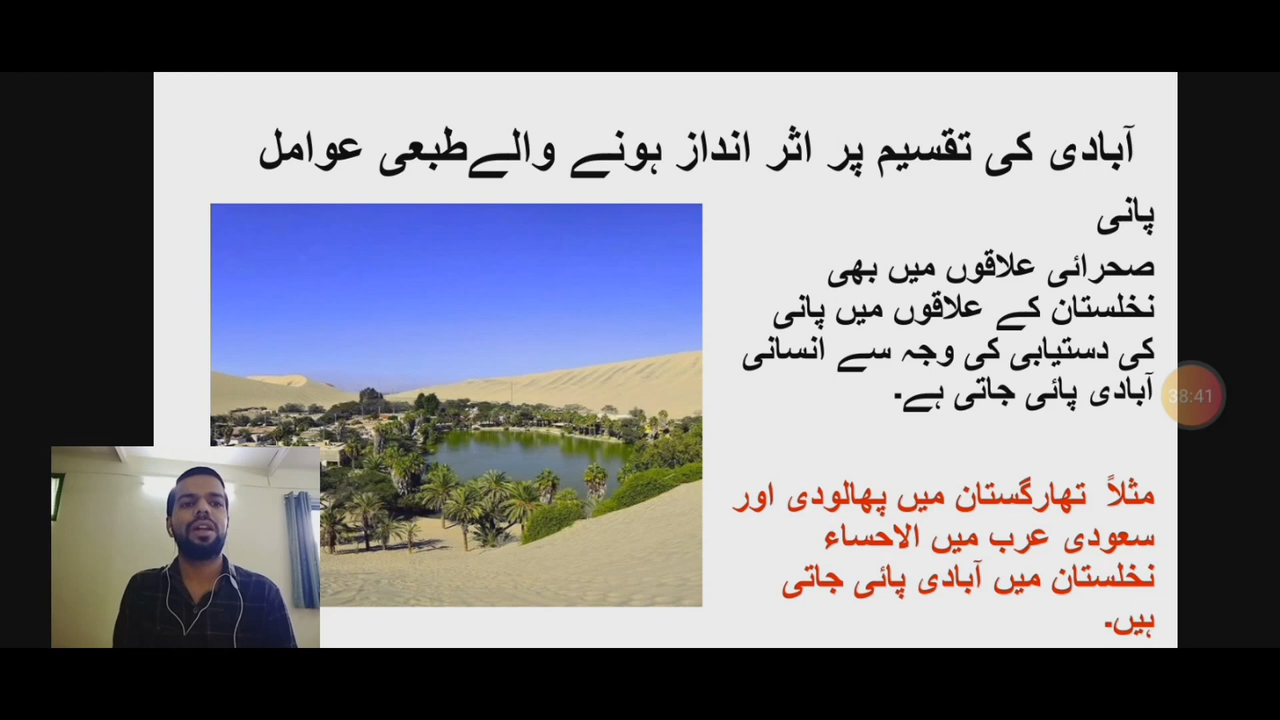 آبادی کی تقسیم پر اثر انداز ہونے والےطبعی عوامل
پانی
صحرائی علاقوں میں بھی
نخلستان کے علاقوں میں پانی
کی دستیابی کی وجہ سے انسانی
آبادی پائی جاتی ہے۔
مثلاً تھارگستان میں پھالودی اور
سعودی عرب میں الاحساء
نخلستان میں آبادی پائی جاتی
ہیں۔
38:41